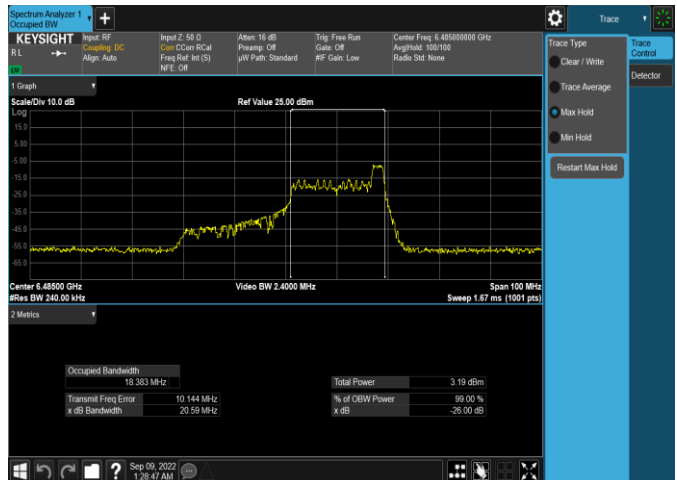 Spectrum Analyzer 1
Occupied BW
Trace
KEYSIGHT
R L
LV
Input: RF
Coupling: DC
Align: Auto
Input Z: 50 Ω
Corr CCorr RCal
Freq Ref: Int (S)
NFE: Off
Atten: 16 dB
Preamp: Off
µW Path: Standard
Trig: Free Run
Gate: Off
#IF Gain: Low
Center Freq: 6.485000000 GHz
Avg|Hold: 100/100
Radio Std: None
Trace Type
Clear / Write
Trace Average
Max Hold
Min Hold
Restart Max Hold
Trace
Control
Detector
1 Graph
Scale/Div 10.0 dB
Ref Value 25.00 dBm
Log
15.0
5.00
-5.00
-15.0
-25.0
-35.0
-45.0
-55.0
-65.0
Center 6.48500 GHz
#Res BW 240.00 kHz
Video BW 2.4000 MHz
Span 100 MHz
Sweep 1.67 ms (1001 pts)
2 Metrics
Occupied Bandwidth
18.383 MHz
Transmit Freq Error 10.144 MHz
x dB Bandwidth 20.59 MHz
Total Power 3.19 dBm
% of OBW Power 99.00 %
x dB -26.00 dB
?
Sep 09, 2022
1:28:47 AM